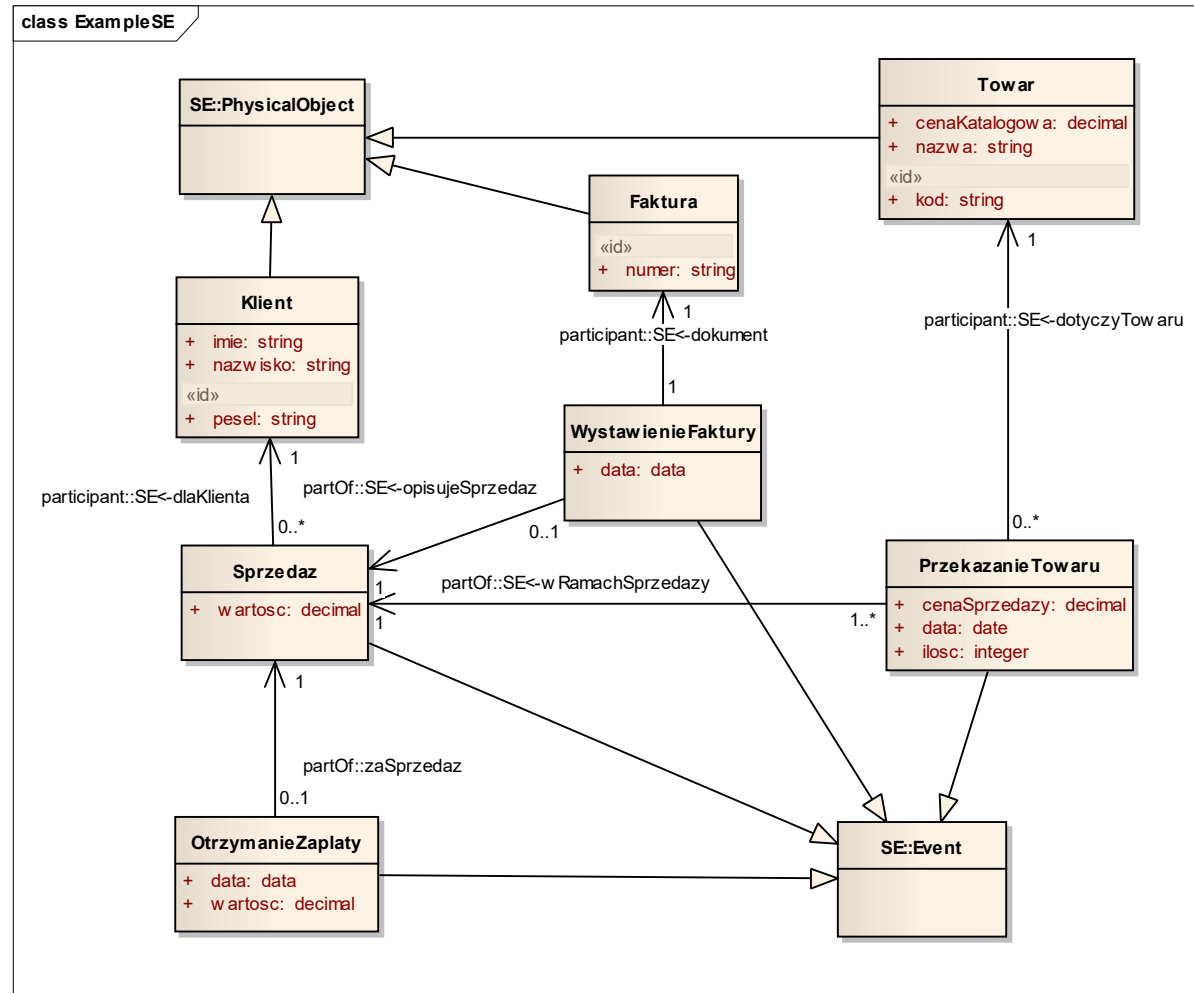 class ExampleSE
SE::PhysicalObject
Towar
+ cenaKatalogowa: decimal
+ nazwa: string
«id»
+ kod: string
Faktura
«id»
+ numer: string
1
1
participant::SE<-dokument
participant::SE<-dotyczyTowaru
Klient
+ imie: string
+ nazwisko: string
«id»
+ pesel: string
1
participant::SE<-dlaKlienta
0..*
1
WystawienieFaktury
+ data: data
partOf::SE<-opisujeSprzedaz
0..1
1
0..*
Sprzedaz
+ wartosc: decimal
partOf::SE<-wRamachSprzedazy
1
1..*
PrzekazanieTowaru
+ cenaSprzedazy: decimal
+ data: date
+ ilosc: integer
1
partOf::zaSprzedaz
0..1
OtrzymanieZaplaty
+ data: data
+ wartosc: decimal
SE::Event